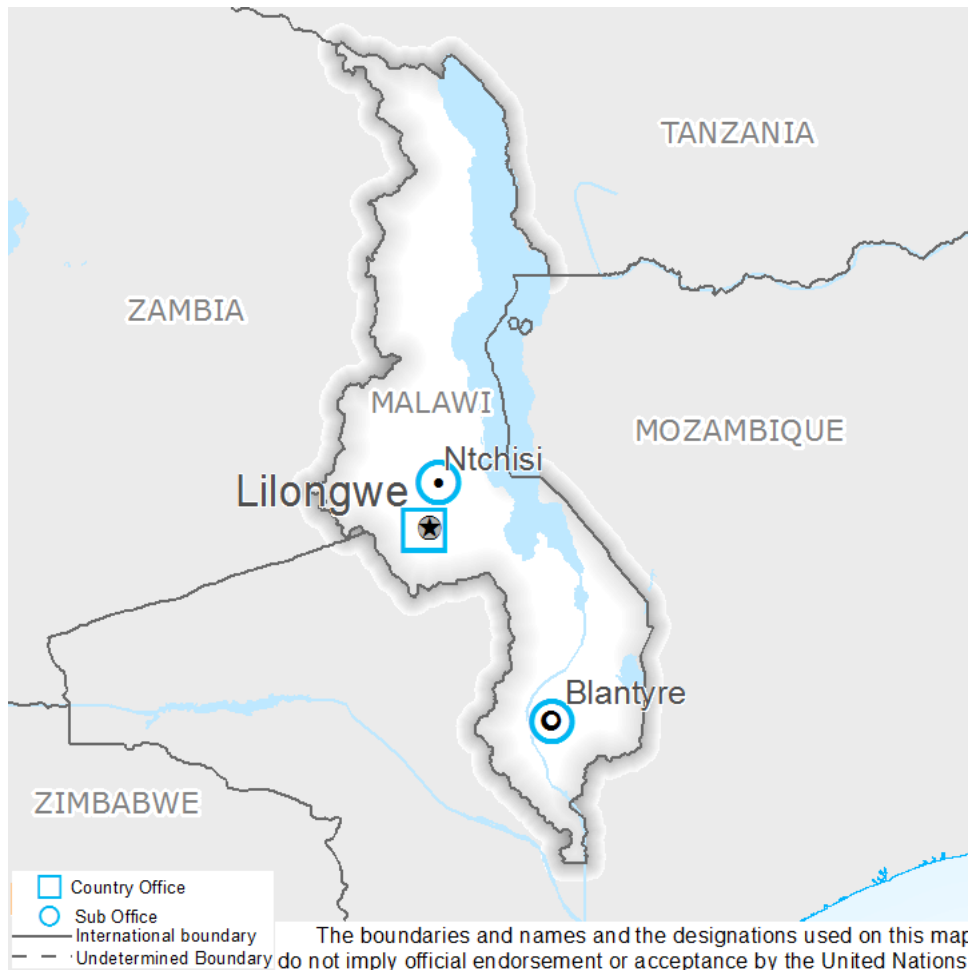 TANZANIA
ZAMBIA
MALAWI
MOZAMBIQUE
Ntchisi
Lilongwe
Blantyre
ZIMBABWE
Country Office
Sub Office
International boundary
Undetermined Boundary
The boundaries and names and the designations used on this map
do not imply official endorsement or acceptance by the United Nations